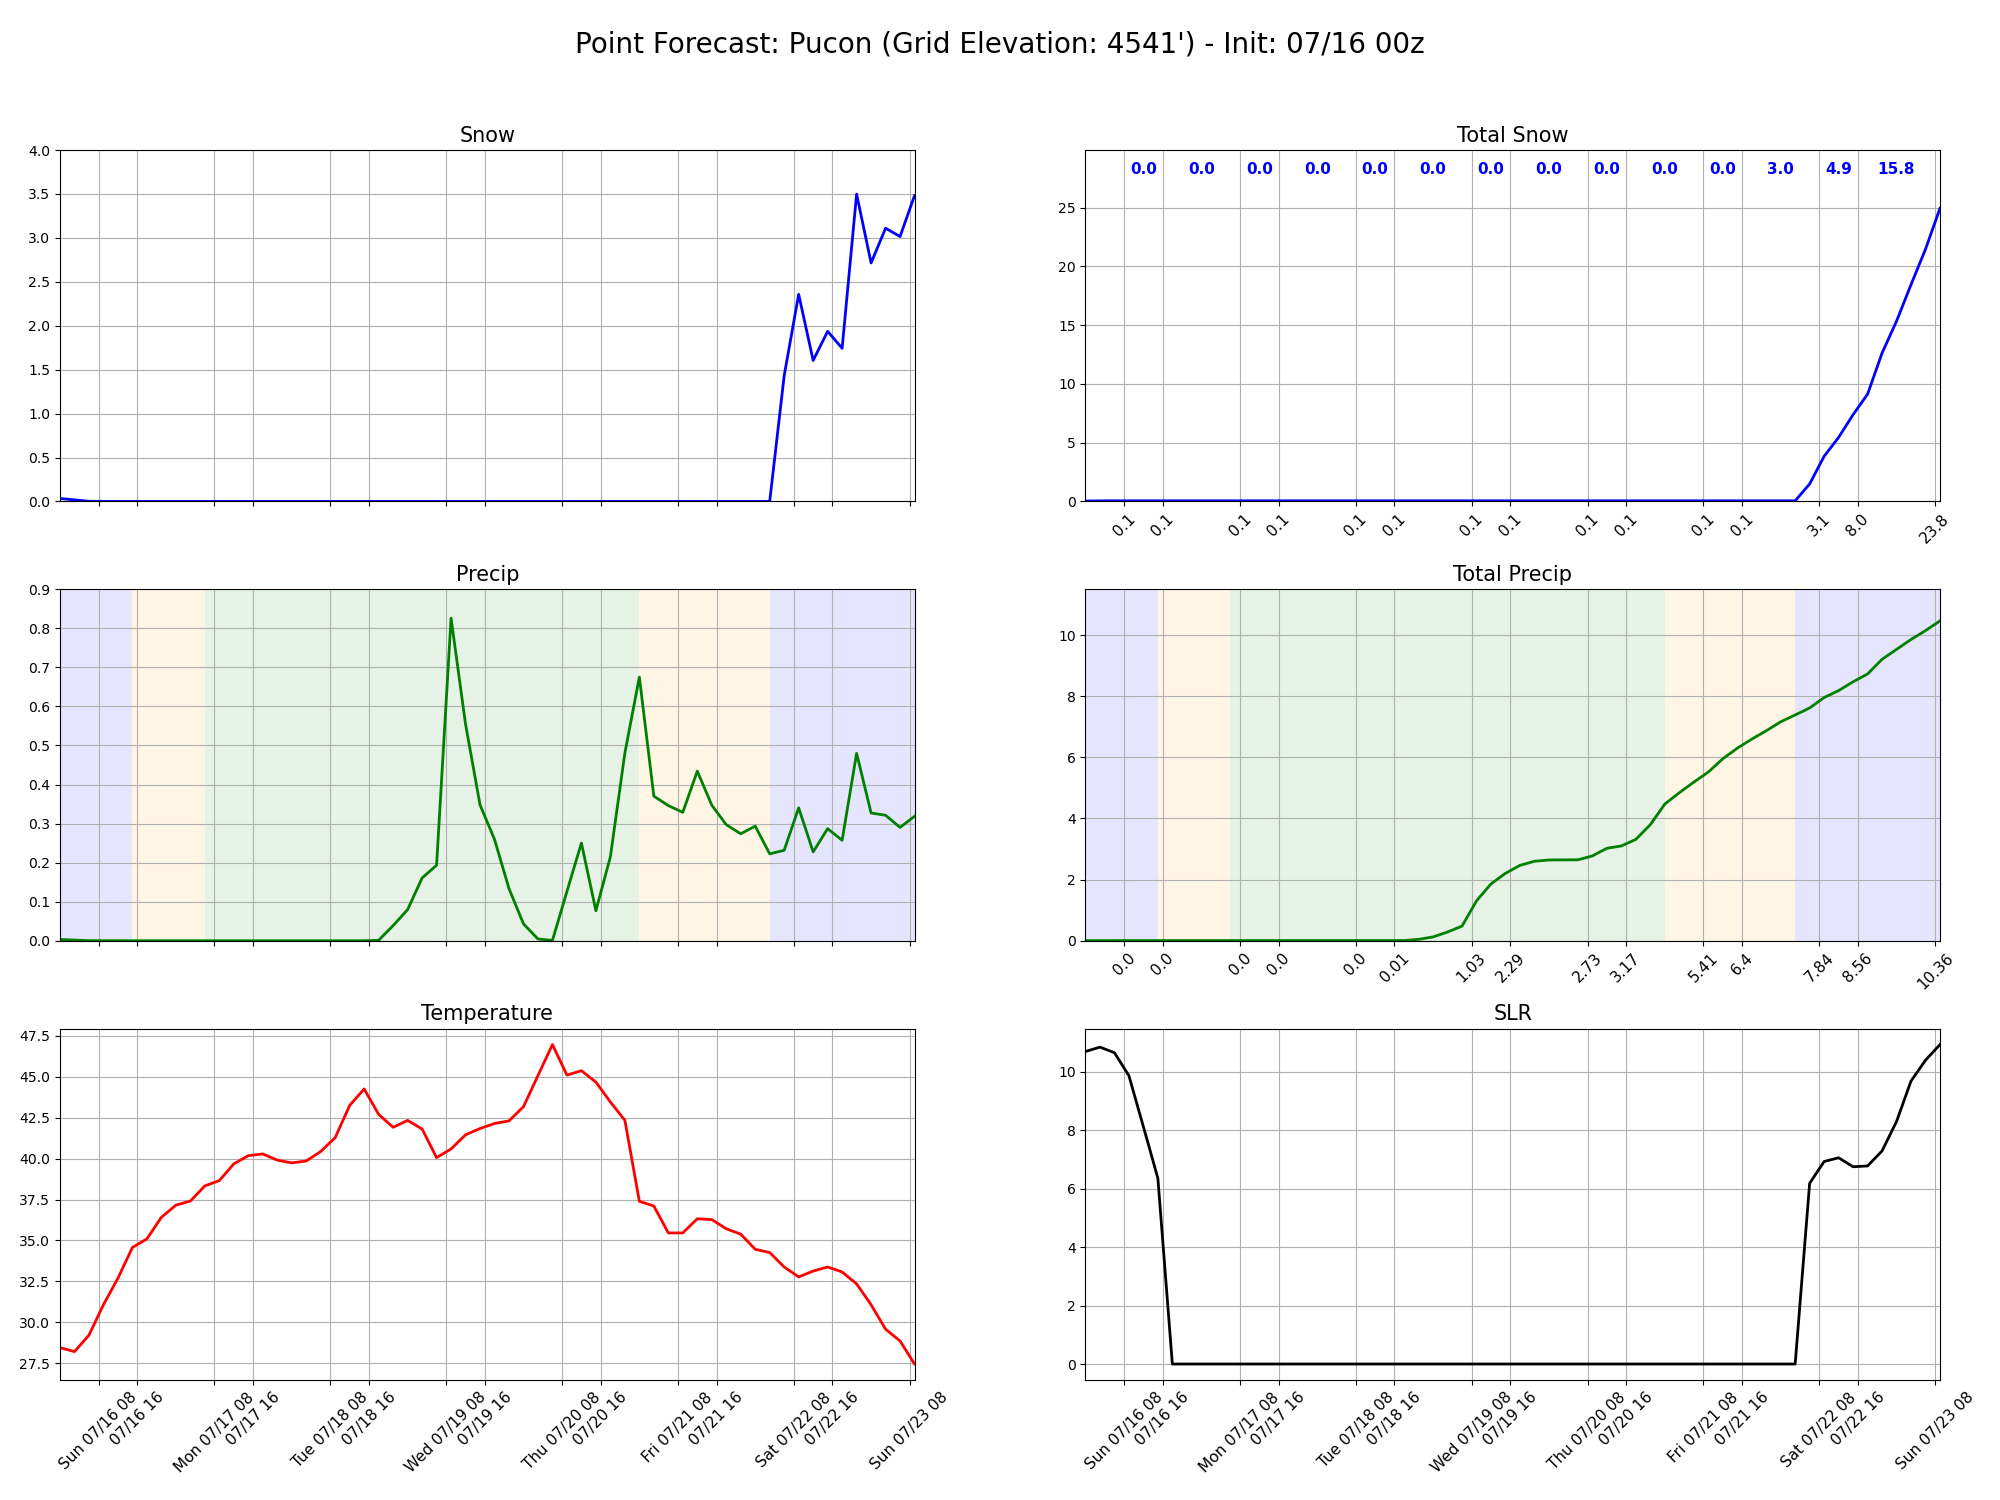 Point Forecast: Pucon (Grid Elevation: 4541') - Init: 07/16 00z
Snow
4.0
3.5
3.0
2.5
2.0
1.5
1.0
0.5
0.0
Total Snow
0.0 0.0 0.0 0.0 0.0 0.0 0.0 0.0 0.0 0.0 0.0 3.0 4.9 15.8
25
20
15
10
5
0
0.1 0.1 0.1 0.1 0.1 0.1 0.1 0.1 0.1 0.1 0.1 0.1 3.1 8.0 23.8
Precip
0.9
0.8
0.7
0.6
0.5
0.4
0.3
0.2
0.1
0.0
Total Precip
10
8
6
4
2
0
0.0 0.0 0.0 0.0 0.0 0.01 1.03 2.29 2.73 3.17 5.41 6.4 7.84 8.56 10.36
Temperature
47.5
45.0
42.5
40.0
37.5
35.0
32.5
30.0
27.5
Sun 07/16 08
07/16 16
Mon 07/17 08
07/17 16
Tue 07/18 08
07/18 16
Wed 07/19 08
07/19 16
Thu 07/20 08
07/20 16
Fri 07/21 08
07/21 16
Sat 07/22 08
07/22 16
Sun 07/23 08
SLR
10
8
6
4
2
0
Sun 07/16 08
07/16 16
Mon 07/17 08
07/17 16
Tue 07/18 08
07/18 16
Wed 07/19 08
07/19 16
Thu 07/20 08
07/20 16
Fri 07/21 08
07/21 16
Sat 07/22 08
07/22 16
Sun 07/23 08